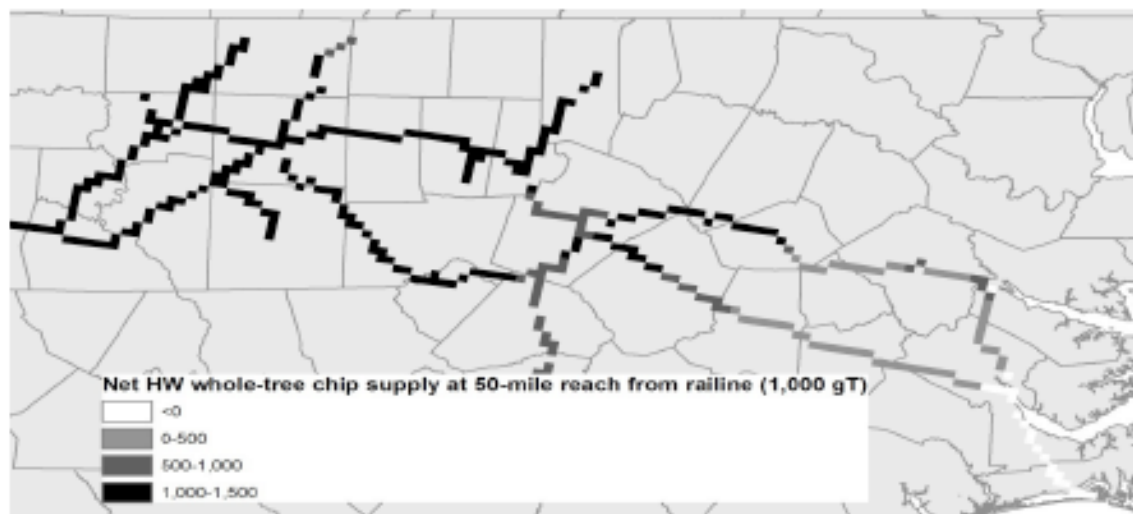 Net HW whole-tree chip supply at 50-mile reach from railine (1,000 gT)
<0
0-500
500-1,000
1,000-1,500